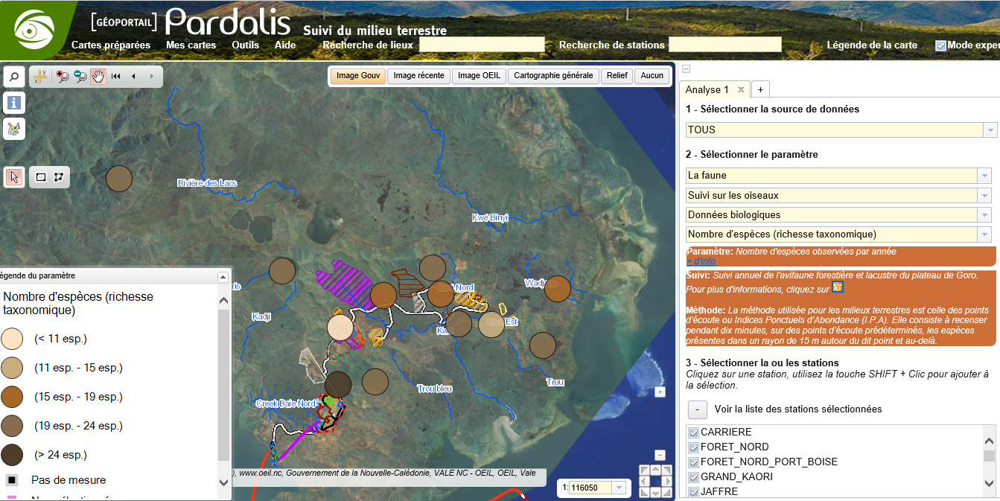 [GÉOPORTAIL] Pardalis Suivi du milieu terrestre
Cartes préparées Mes cartes Outils Aide Recherche de lieux Recherche de stations Légende de la carte Mode exper
Image Gouv Image récente Image OEIL Cartographie générale Relief Aucun
Rivière des Lacs
Kwé Binyi
Nord
Kadji
Est
Truu
Trou bleu
Creek Baie Nord
égende du paramètre
Nombre d'espèces (richesse
taxonomique)
(< 11 esp.)
(11 esp. - 15 esp.)
(15 esp. - 19 esp.)
(19 esp. - 24 esp.)
(> 24 esp.)
Pas de mesure
), www.oeil.nc, Gouvernement de la Nouvelle-Calédonie, VALE NC - OEIL, OEIL, Vale
1: 116050
Analyse 1 x +
1 - Sélectionner la source de données
TOUS
2 - Sélectionner le paramètre
La faune
Suivi sur les oiseaux
Données biologiques
Nombre d'espèces (richesse taxonomique)
Paramètre: Nombre d'espèces observées par année
+ d'info
Suivi: Suivi annuel de l'avifaune forestière et lacustre du plateau de Goro.
Pour plus d'informations, cliquez sur
Méthode: La méthode utilisée pour les milieux terrestres est celle des points
d'écoute ou Indices Ponctuels d'Abondance (I.P.A). Elle consiste à recenser
pendant dix minutes, sur des points d'écoute prédéterminés, les espèces
présentes dans un rayon de 15 m autour du dit point et au-delà.
3 - Sélectionner la ou les stations
Cliquez sur une station, utilisez la touche SHIFT + Clic pour ajouter à
la sélection.
- Voir la liste des stations sélectionnées
CARRIERE
FORET_NORD
FORET_NORD_PORT_BOISE
GRAND_KAORI
JAFFRE